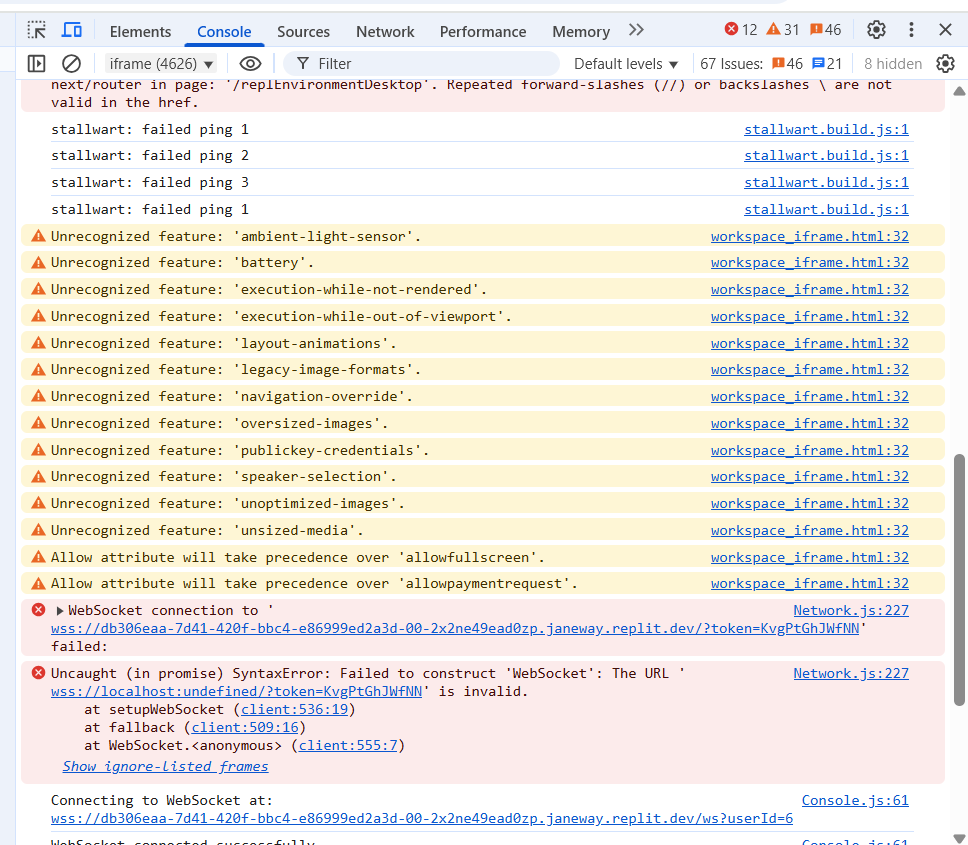 Elements Console Sources Network Performance Memory 12 31 46
iframe (4626) Filter Default levels 67 Issues: 46 21 8 hidden
next/router in page: '/replEnvironmentDesktop'. Repeated forward-slashes (//) or backslashes \ are not
valid in the href.
stallwart: failed ping 1 stallwart.build.js:1
stallwart: failed ping 2 stallwart.build.js:1
stallwart: failed ping 3 stallwart.build.js:1
stallwart: failed ping 1 stallwart.build.js:1
Unrecognized feature: 'ambient-light-sensor'. workspace_iframe.html:32
Unrecognized feature: 'battery'. workspace_iframe.html:32
Unrecognized feature: 'execution-while-not-rendered'. workspace_iframe.html:32
Unrecognized feature: 'execution-while-out-of-viewport'. workspace_iframe.html:32
Unrecognized feature: 'layout-animations'. workspace_iframe.html:32
Unrecognized feature: 'legacy-image-formats'. workspace_iframe.html:32
Unrecognized feature: 'navigation-override'. workspace_iframe.html:32
Unrecognized feature: 'oversized-images'. workspace_iframe.html:32
Unrecognized feature: 'publickey-credentials'. workspace_iframe.html:32
Unrecognized feature: 'speaker-selection'. workspace_iframe.html:32
Unrecognized feature: 'unoptimized-images'. workspace_iframe.html:32
Unrecognized feature: 'unsized-media'. workspace_iframe.html:32
Allow attribute will take precedence over 'allowfullscreen'. workspace_iframe.html:32
Allow attribute will take precedence over 'allowpaymentrequest'. workspace_iframe.html:32
WebSocket connection to ' Network.js:227
wss://db306eaa-7d41-420f-bbc4-e86999ed2a3d-00-2x2ne49ead0zp.janeway.replit.dev/?token=KvgPtGhJWfNN'
failed:
Uncaught (in promise) SyntaxError: Failed to construct 'WebSocket': The URL ' Network.js:227
wss://localhost:undefined/?token=KvgPtGhJWfNN' is invalid.
at setupWebSocket (client:536:19)
at fallback (client:509:16)
at WebSocket.<anonymous> (client:555:7)
Show ignore-listed frames
Connecting to WebSocket at: Console.js:61
wss://db306eaa-7d41-420f-bbc4-e86999ed2a3d-00-2x2ne49ead0zp.janeway.replit.dev/ws?userId=6
WebSocket connected successfully Console.js:61